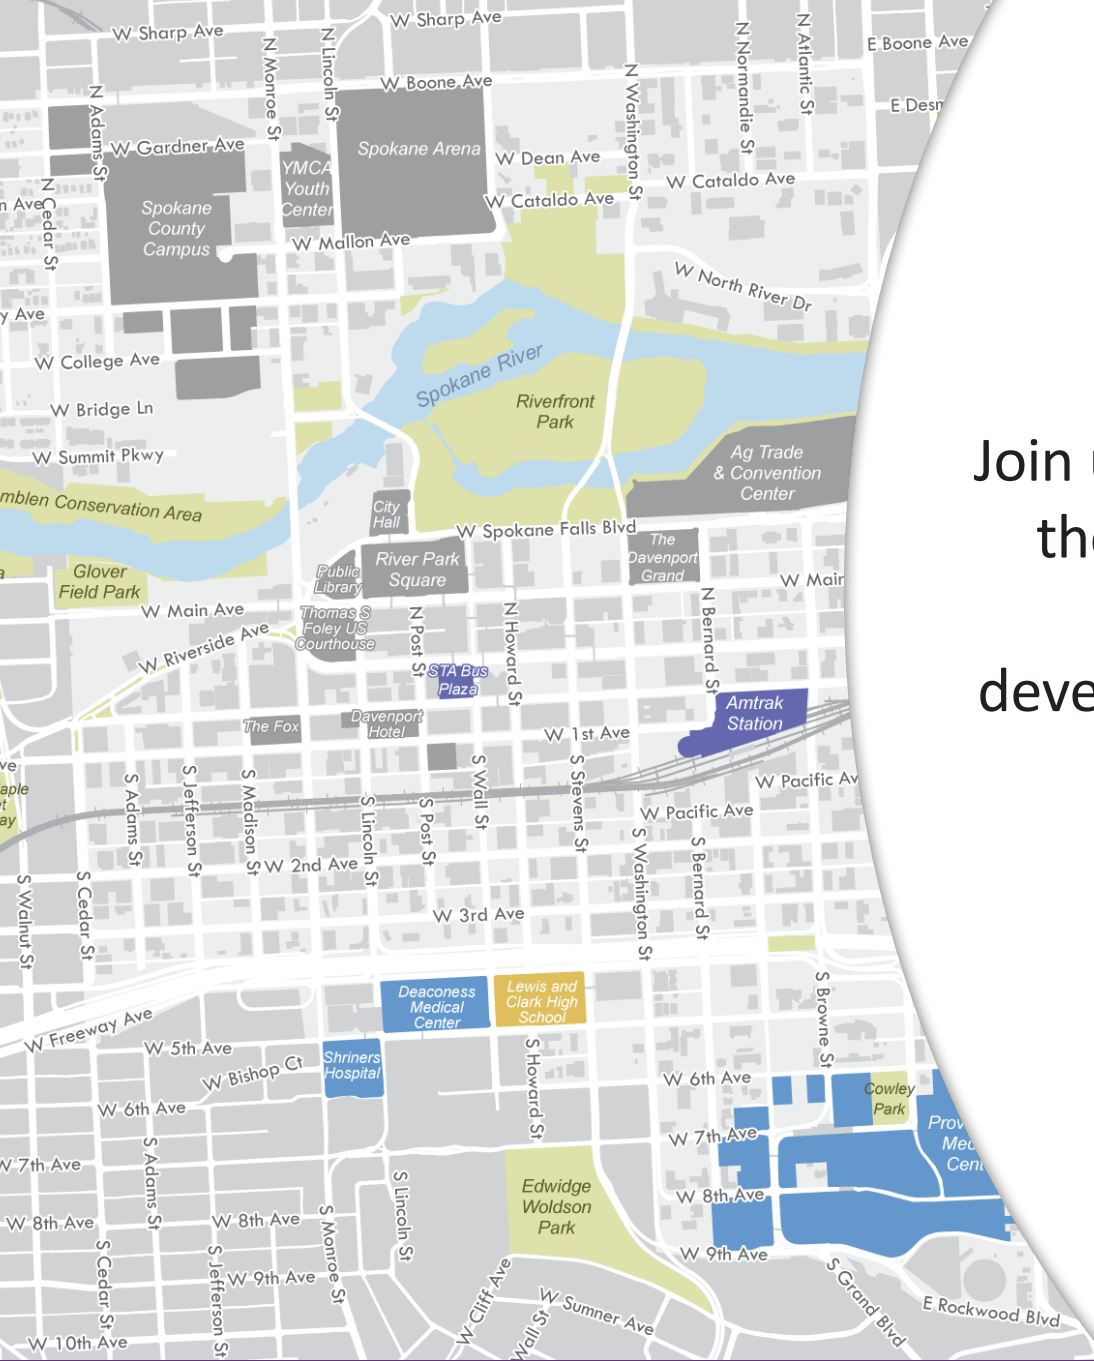 W Sharp Ave
W Sharp Ave
N Monroe St
N Lincoln St
W Boone Ave
N Washington St
N Normandie St
N Atlantic St
E Boone Ave
E Desm
N Adams St
W Gardner Ave
Spokane Arena
YMCA
Youth
Center
W Dean Ave
W Cataldo Ave
W Cataldo Ave
n Ave
N Cedar St
Spokane
County
Campus
W Mallon Ave
W North River Dr
y Ave
W College Ave
Spokane River
Riverfront
Park
W Bridge Ln
W Summit Pkwy
Ag Trade
& Convention
Center
Join
the
deve
mblen Conservation Area
City
Hall
W Spokane Falls Blvd
The
Davenport
Grand
River Park
Square
Public
Library
a
Glover
Field Park
W Main Ave
W Main
Thomas S
Foley US
Courthouse
N Post St
N Howard St
N Bernard St
W Riverside Ave
STA Bus
Plaza
Amtrak
Station
The Fox
Davenport
Hotel
W 1st Ave
ve
aple
et
ay
S Adams St
S Jefferson St
S Madison St
S Lincoln St
S Post St
S Wall St
S Stevens St
W Pacific Av
W Pacific Ave
S Washington St
S Bernard St
W 2nd Ave
W 3rd Ave
S Walnut St
S Cedar St
S Browne St
Deaconess
Medical
Center
Lewis and
Clark High
School
W Freeway Ave
W 5th Ave
Shriners
Hospital
W Bishop Ct
S Howard St
W 6th Ave
W 6th Ave
Cowley
Park
Prov
Med
Cent
W 7th Ave
W 7th Ave
S Adams St
S Lincoln St
Edwidge
Woldson
Park
W 8th Ave
W 8th Ave
W 8th Ave
S Monroe St
S Cedar St
S Jefferson St
W 9th Ave
W 9th Ave
W Cliff Ave
Wall St
W Sumner Ave
S Grand Blvd
E Rockwood Blvd
W 10th Ave